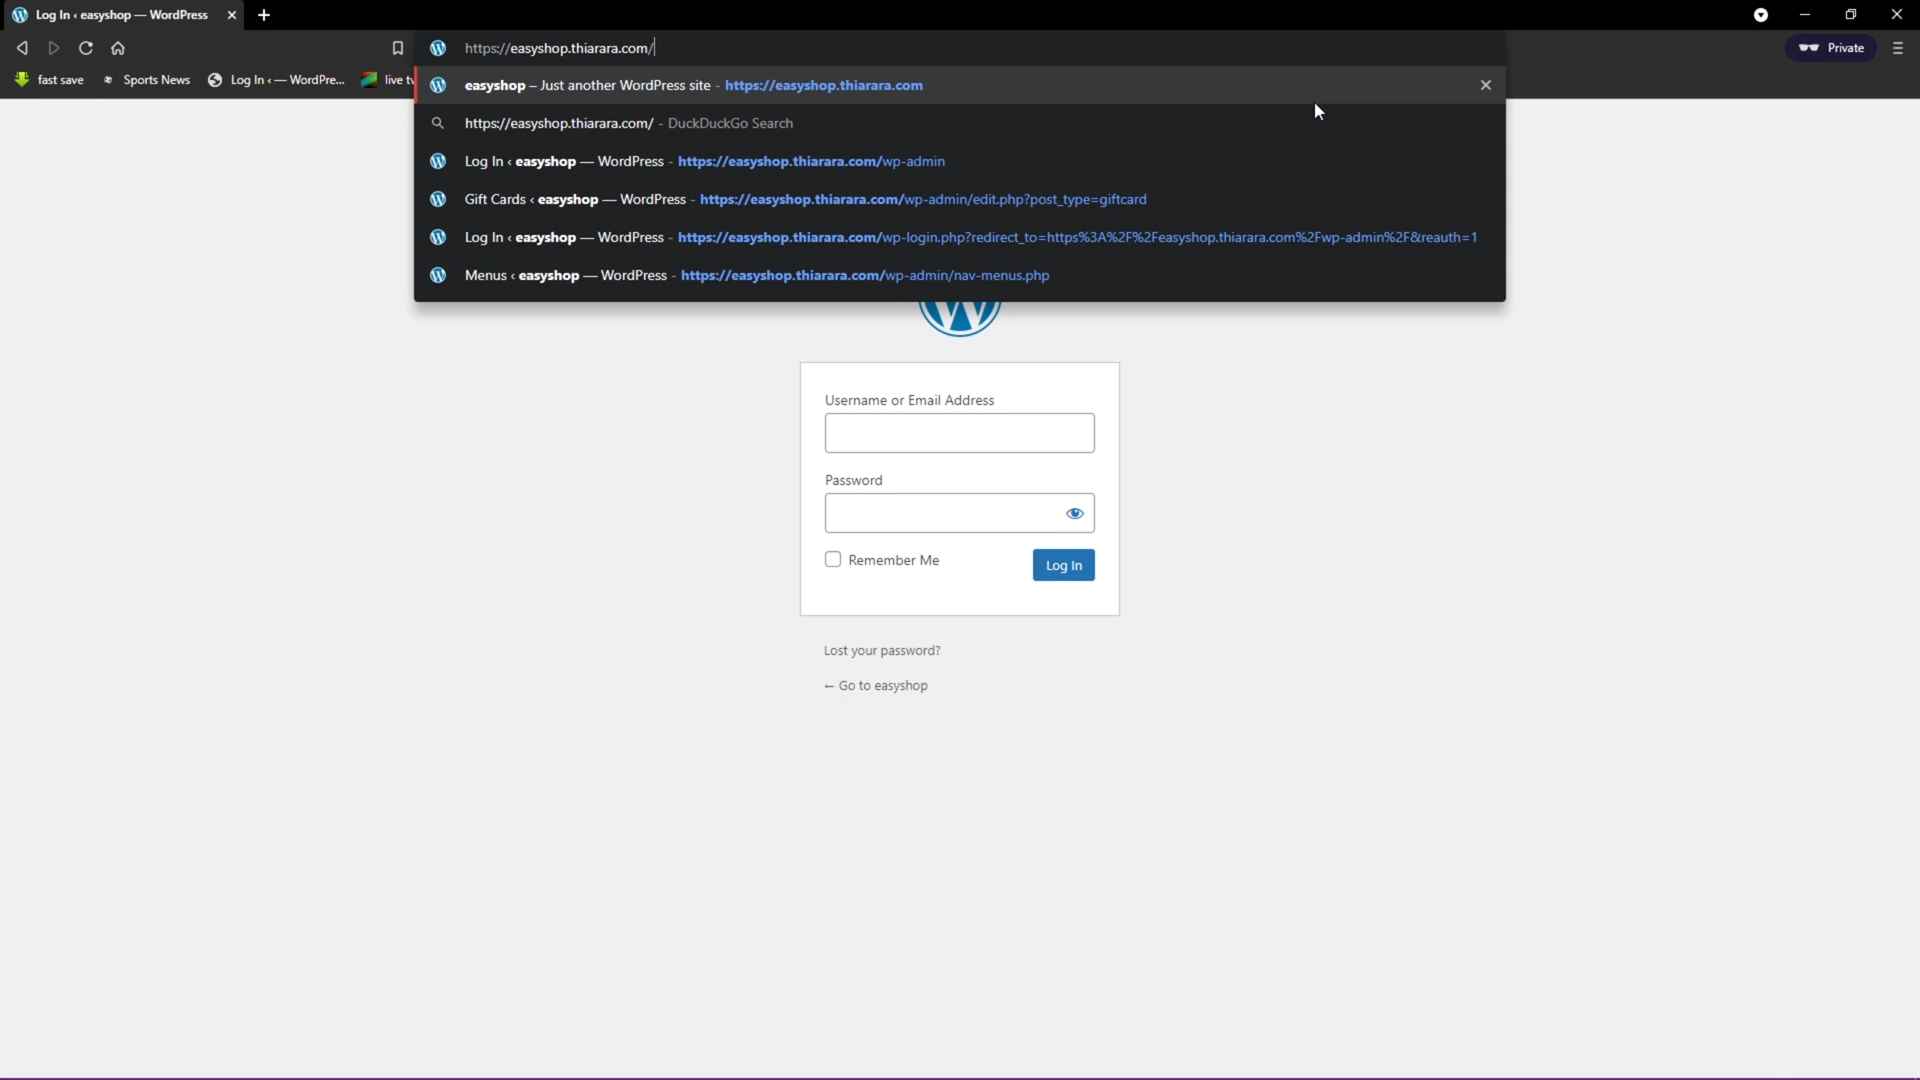 Log In ‹ easyshop — WordPress
https://easyshop.thiarara.com/
Private
fast save
Sports News
Log In ‹ — WordPre...
live tv
easyshop – Just another WordPress site - https://easyshop.thiarara.com
https://easyshop.thiarara.com/ - DuckDuckGo Search
Log In ‹ easyshop — WordPress - https://easyshop.thiarara.com/wp-admin
Gift Cards ‹ easyshop — WordPress - https://easyshop.thiarara.com/wp-admin/edit.php?post_type=giftcard
Log In ‹ easyshop — WordPress - https://easyshop.thiarara.com/wp-login.php?redirect_to=https%3A%2F%2Feasyshop.thiarara.com%2Fwp-admin%2F&reauth=1
Menus ‹ easyshop — WordPress - https://easyshop.thiarara.com/wp-admin/nav-menus.php
Username or Email Address
Password
Remember Me
Log In
Lost your password?
← Go to easyshop